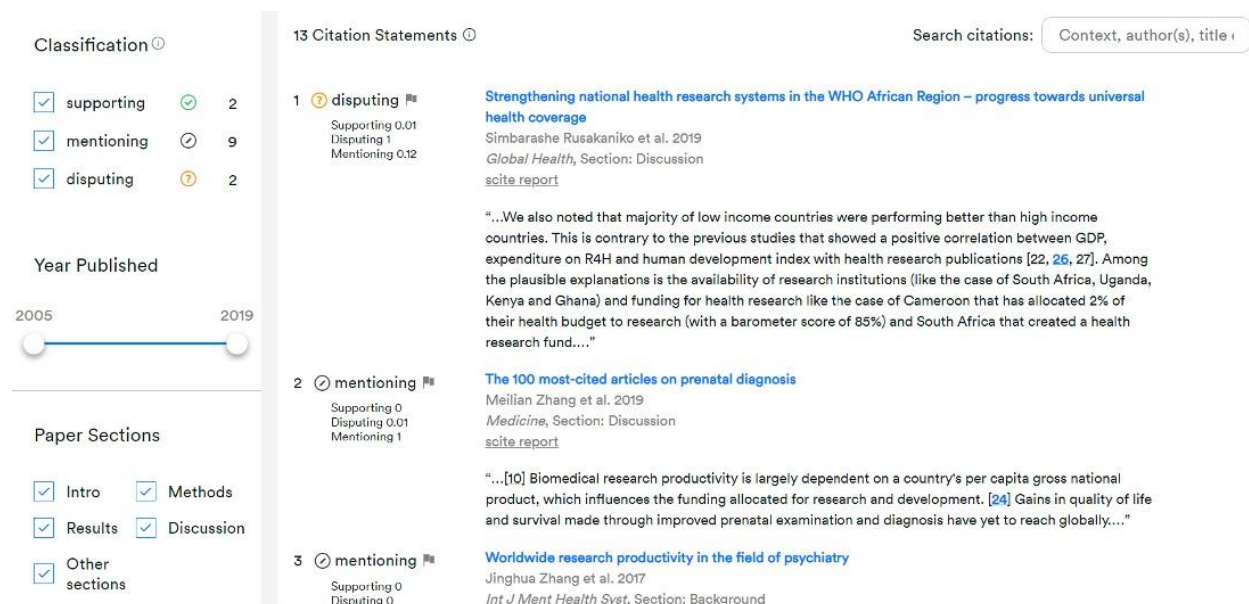 Classification
supporting 2
mentioning 9
disputing 2
Year Published
2005 2019
Paper Sections
Intro Methods
Results Discussion
Other
sections
13 Citation Statements
Search citations: Context, author(s), title
1 disputing
Supporting 0.01
Disputing 1
Mentioning 0.12
Strengthening national health research systems in the WHO African Region – progress towards universal
health coverage
Simbarashe Rusakaniko et al. 2019
Global Health, Section: Discussion
scite report
“...We also noted that majority of low income countries were performing better than high income
countries. This is contrary to the previous studies that showed a positive correlation between GDP,
expenditure on R4H and human development index with health research publications [22, 26, 27]. Among
the plausible explanations is the availability of research institutions (like the case of South Africa, Uganda,
Kenya and Ghana) and funding for health research like the case of Cameroon that has allocated 2% of
their health budget to research (with a barometer score of 85%) and South Africa that created a health
research fund....”
2 mentioning
Supporting 0
Disputing 0.01
Mentioning 1
The 100 most-cited articles on prenatal diagnosis
Meilian Zhang et al. 2019
Medicine, Section: Discussion
scite report
“...[10] Biomedical research productivity is largely dependent on a country's per capita gross national
product, which influences the funding allocated for research and development. [24] Gains in quality of life
and survival made through improved prenatal examination and diagnosis have yet to reach globally....”
3 mentioning
Supporting 0
Disputing 0
Worldwide research productivity in the field of psychiatry
Jinghua Zhang et al. 2017
Int J Ment Health Syst, Section: Background